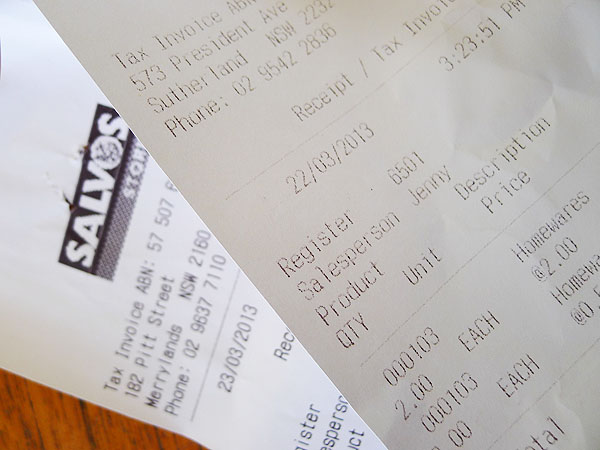 Tax Invoice ABN
573 President Ave
Sutherland NSW 2232
Phone: 02 9542 2836
Receipt / Tax Invoice
22/03/2013
3:23:51 PM
Register 6501
Salesperson Jenny
Product Description
QTY Unit Price
000103 Homewares
2.00 EACH @2.00
000103
EACH
SALVOS
Tax Invoice ABN: 57 507
182 Pitt Street
Merrylands NSW 2160
Phone: 02 9637 7110
23/03/2013